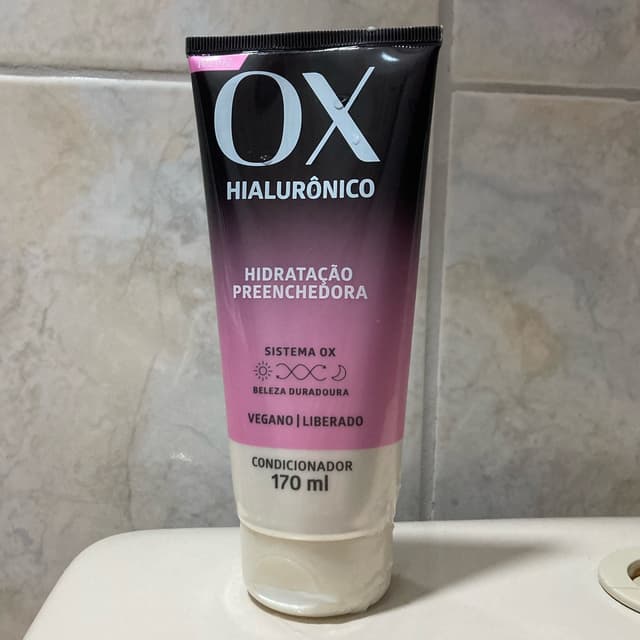 OX
HIALURÔNICO
HIDRATAÇÃO
PREENCHEDORA
SISTEMA OX
BELEZA DURADOURA
VEGANO | LIBERADO
CONDICIONADOR
170 ml